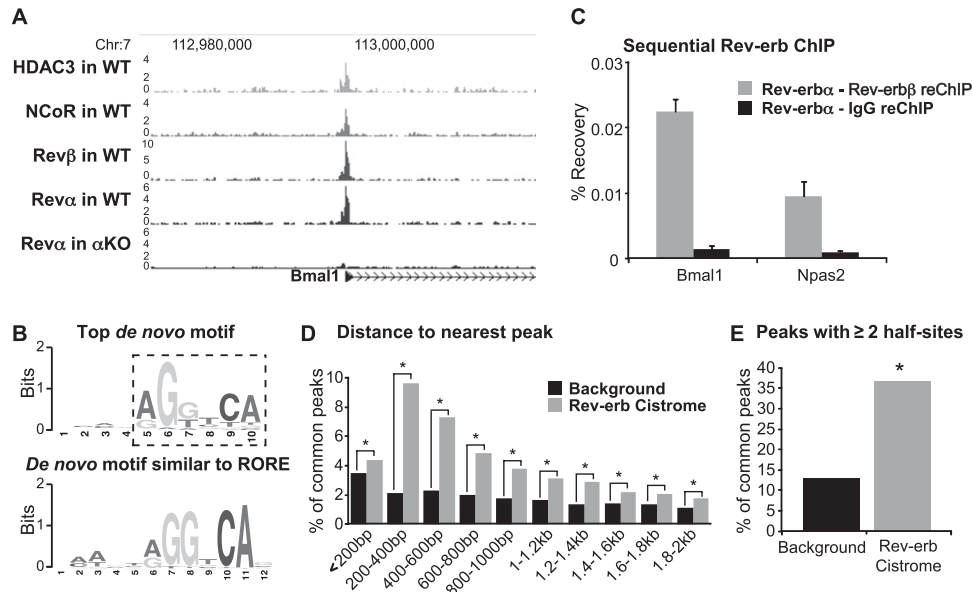 A
Chr:7 112,980,000 113,000,000
HDAC3 in WT
4
2
0
NCoR in WT
4
2
0
Revβ in WT
10
5
0
Revα in WT
6
4
2
0
Revα in αKO
6
4
2
0
Bmal1
B
Top de novo motif
Bits
2
1
0
AGGTCA
1 2 3 4 5 6 7 8 9 10
De novo motif similar to RORE
Bits
2
1
0
AA AGGTCA
1 2 3 4 5 6 7 8 9 10 11 12
C
Sequential Rev-erb ChIP
% Recovery
0.03
0.02
0.01
0
Rev-erbα - Rev-erbβ reChIP
Rev-erbα - IgG reChIP
Bmal1 Npas2
D
Distance to nearest peak
% of common peaks
10
8
6
4
2
0
Background
Rev-erb Cistrome
* * * * * * * * * *
<200bp
200-400bp
400-600bp
600-800bp
800-1000bp
1-1.2kb
1.2-1.4kb
1.4-1.6kb
1.6-1.8kb
1.8-2kb
E
Peaks with ≥ 2 half-sites
% of common peaks
40
35
30
25
20
15
10
5
0
*
Background
Rev-erb
Cistrome